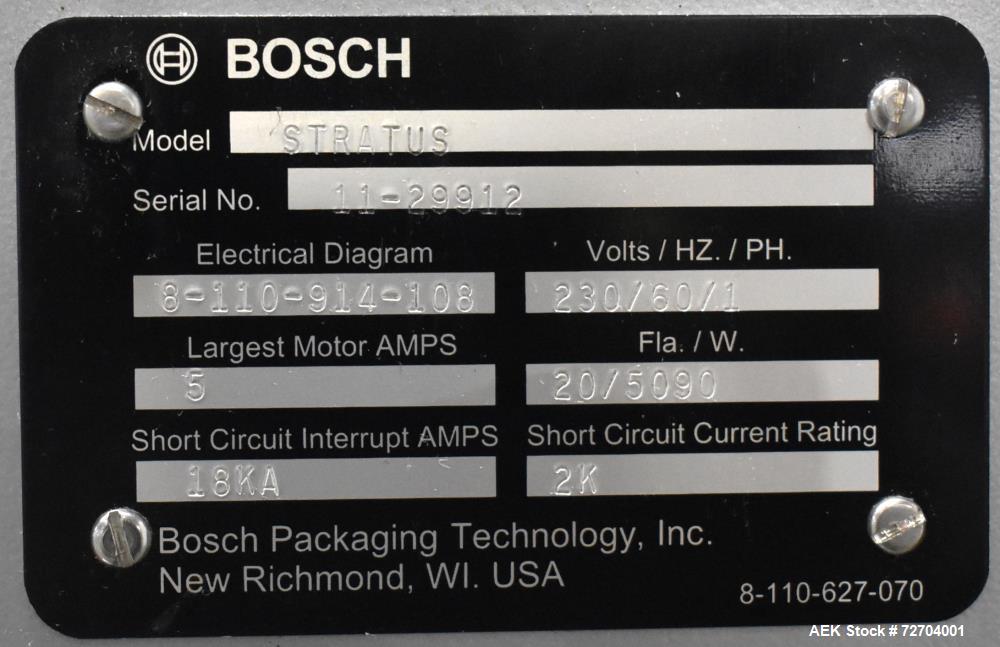 BOSCH
Model STRATUS
Serial No. 11-29912
Electrical Diagram Volts / HZ. / PH.
8-110-914-108 230/60/1
Largest Motor AMPS Fla. / W.
5 20/5090
Short Circuit Interrupt AMPS Short Circuit Current Rating
18KA 2K
Bosch Packaging Technology, Inc.
New Richmond, WI. USA
8-110-627-070
AEK Stock # 72704001